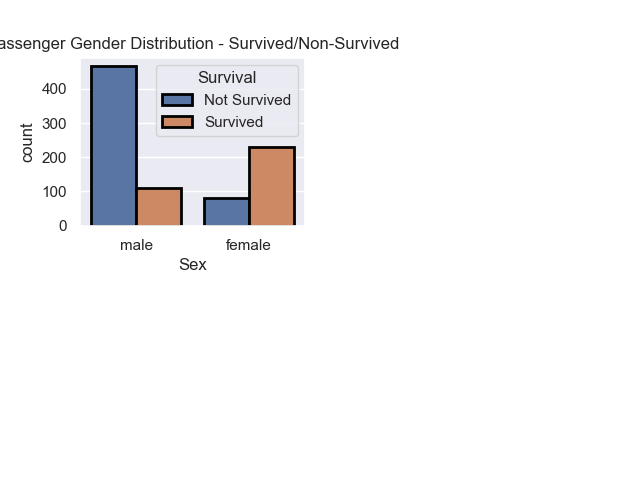 assenger Gender Distribution - Survived/Non-Survived
Survival
Not Survived
Survived
400
300
200
100
0
count
male female
Sex